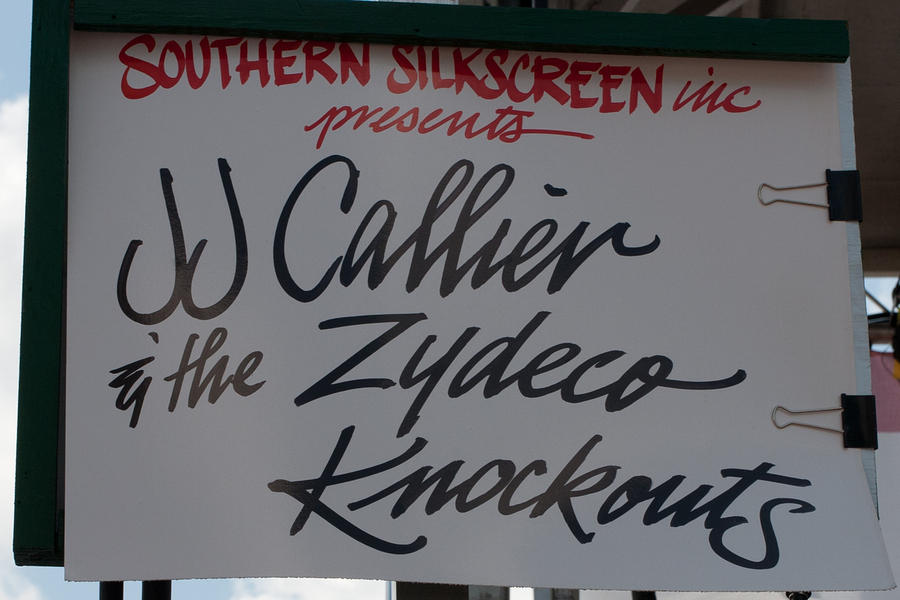 SOUTHERN SILKSCREEN inc
presents
JJ Callier
& the Zydeco
Knockouts